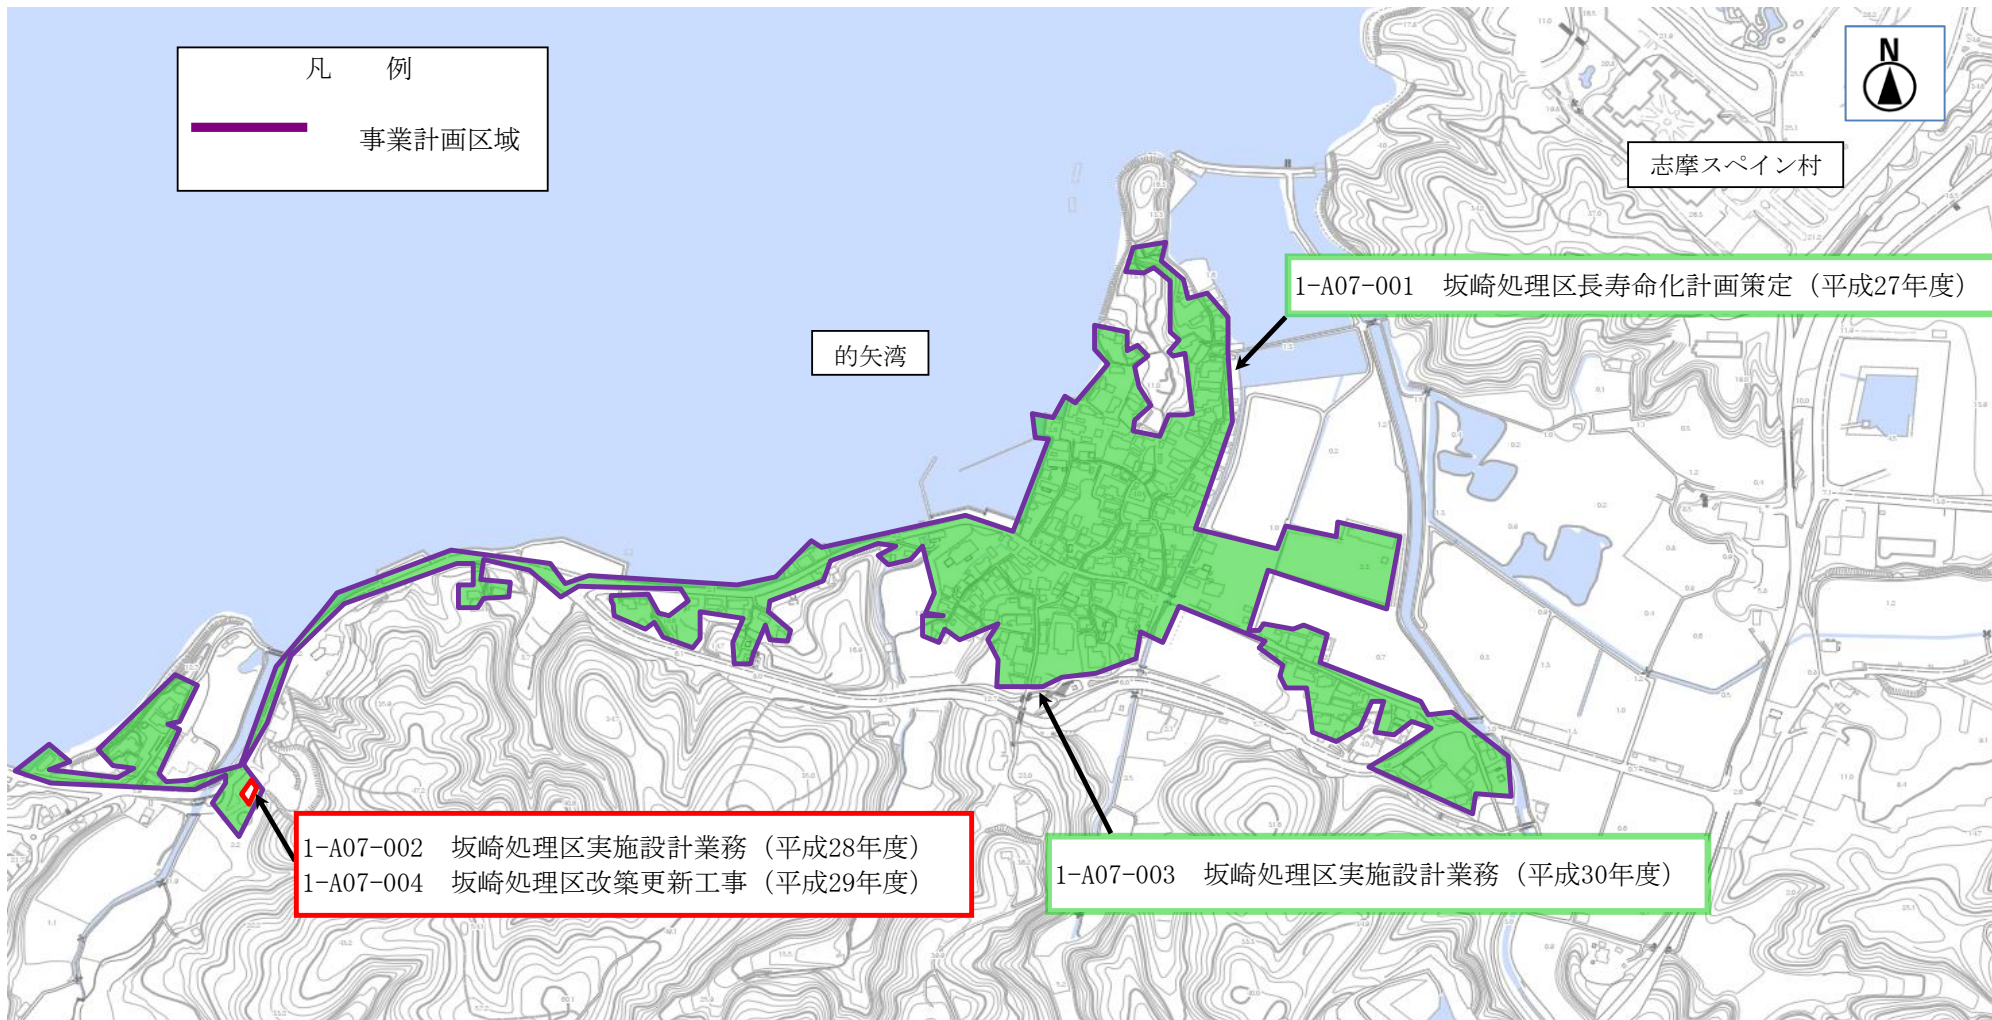 凡　例
事業計画区域
N
志摩スペイン村
1-A07-001　坂崎処理区長寿命化計画策定（平成27年度）
的矢湾
1-A07-002　坂崎処理区実施設計業務（平成28年度）
1-A07-004　坂崎処理区改築更新工事（平成29年度）
1-A07-003　坂崎処理区実施設計業務（平成30年度）